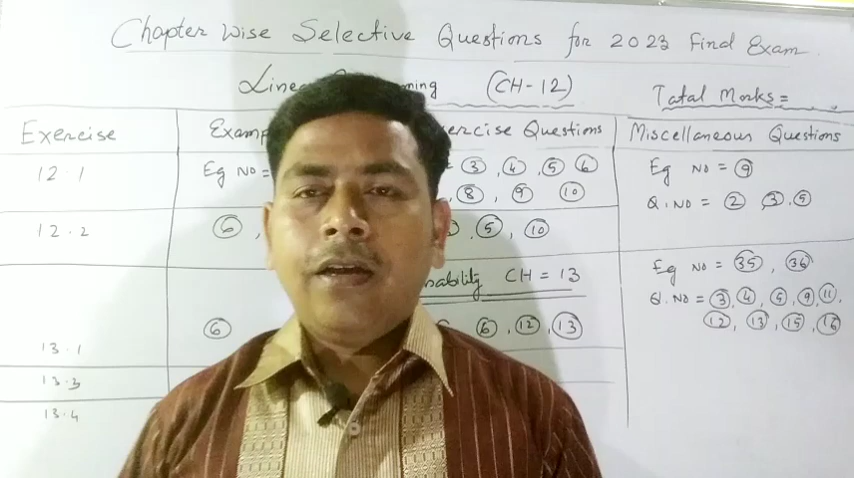 Chapter Wise Selective Questions for 2023 Final Exam
(CH-12)
Tatal Marks =
Exercise
Questions
Miscellaneous Questions
12.1
Eg No =
③, ④, ⑤ ⑥
⑧, ⑨ ⑩
Eg No = ⑨
Q.NO = ② ③.⑤
12.2
⑥,
⑤, ⑩
CH = 13
Eg No = ㉟, ㊱
Q.NO = ③, ④, ⑤, ⑨, ⑪,
⑫, ⑬, ⑮, ⑯
13.1
⑥
⑥, ⑫, ⑬
13.3
13.4